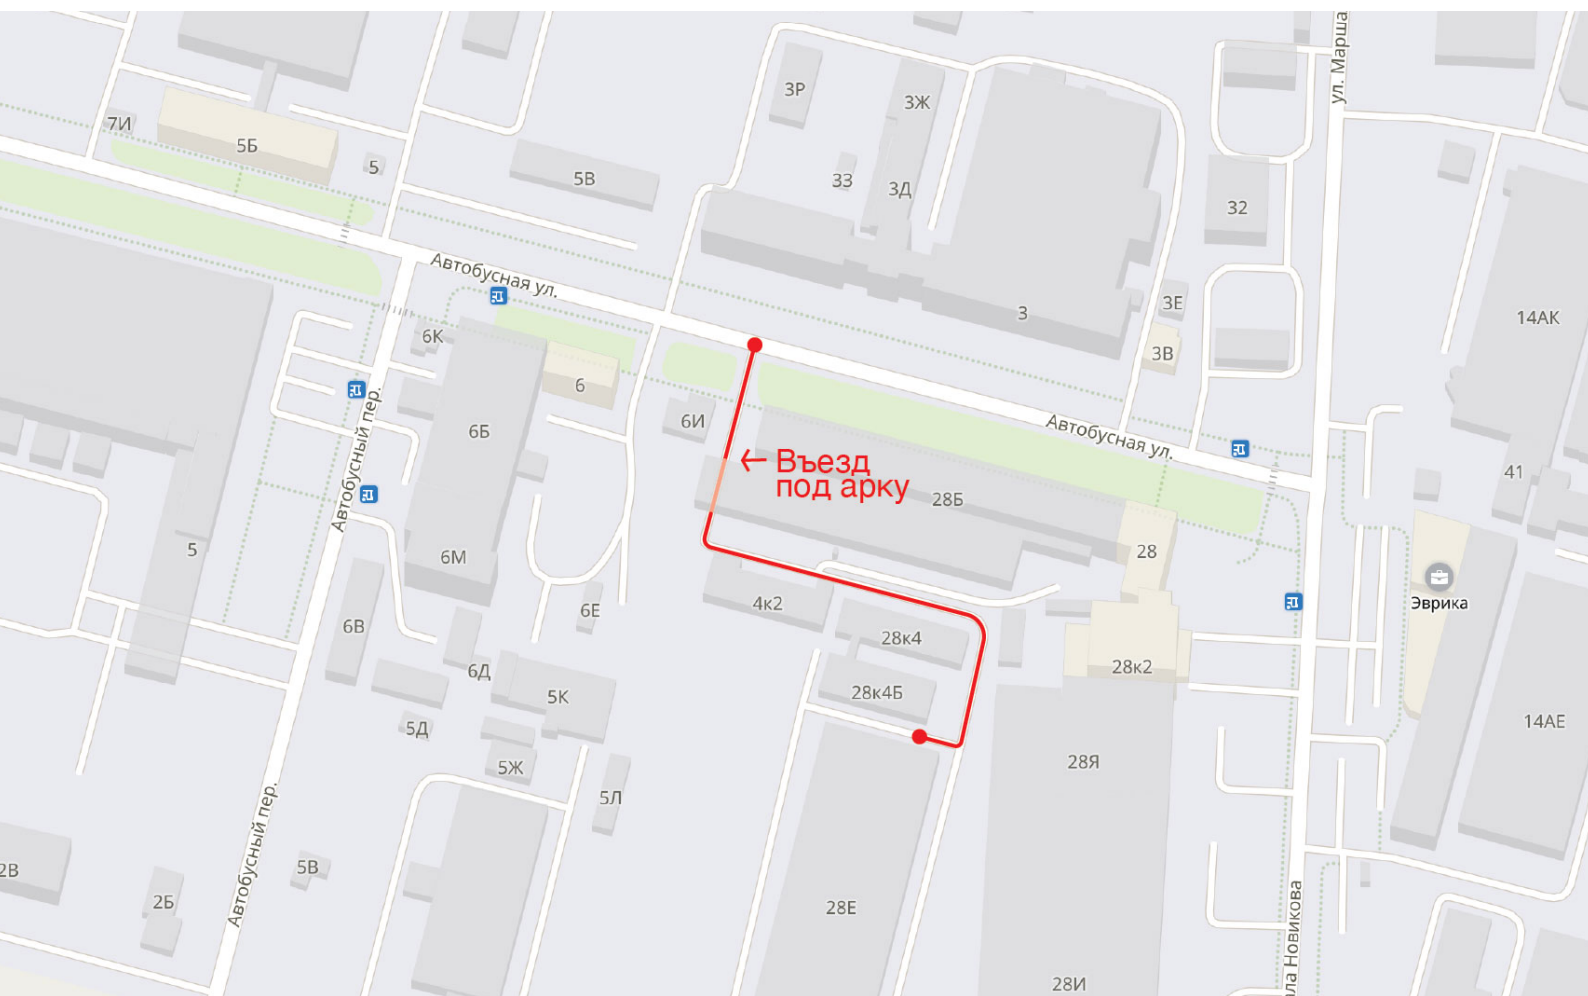 ул. Марша
3Р
3Ж
7И
5Б
5
5В
33
3Д
32
Автобусная ул.
3
3Е
14АК
6К
3В
6
Автобусный пер.
6И
6Б
Автобусная ул.
← Въезд
под арку
41
28Б
5
6М
28
Эврика
4к2
6Е
6В
28к4
28к2
6Д
5К
28к4Б
5Д
14АЕ
5Ж
28Я
5Л
Автобусный пер.
2В
5В
2Б
28Е
ла Новикова
28И